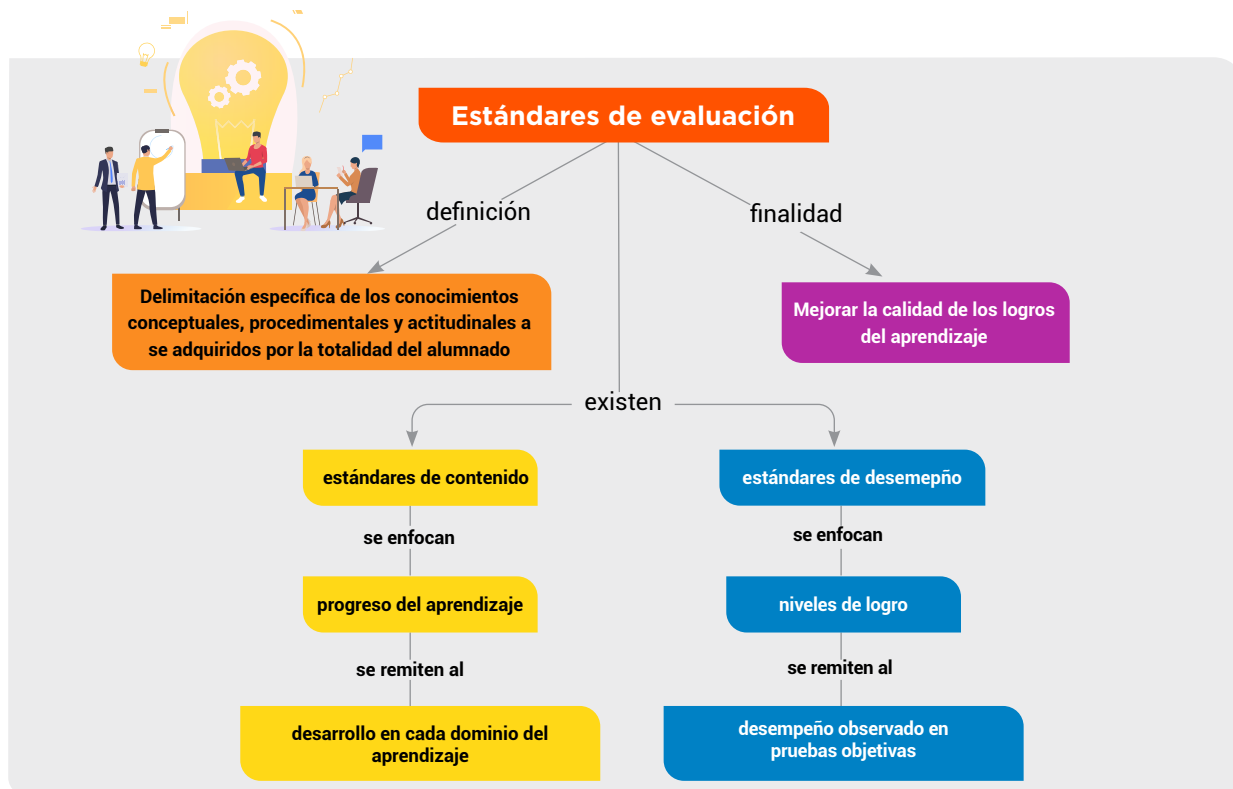 Estándares de evaluación
definición
finalidad
Delimitación específica de los conocimientos
conceptuales, procedimentales y actitudinales a
se adquiridos por la totalidad del alumnado
Mejorar la calidad de los logros
del aprendizaje
existen
estándares de contenido
estándares de desemepño
se enfocan
se enfocan
progreso del aprendizaje
niveles de logro
se remiten al
se remiten al
desarrollo en cada dominio del
aprendizaje
desempeño observado en
pruebas objetivas